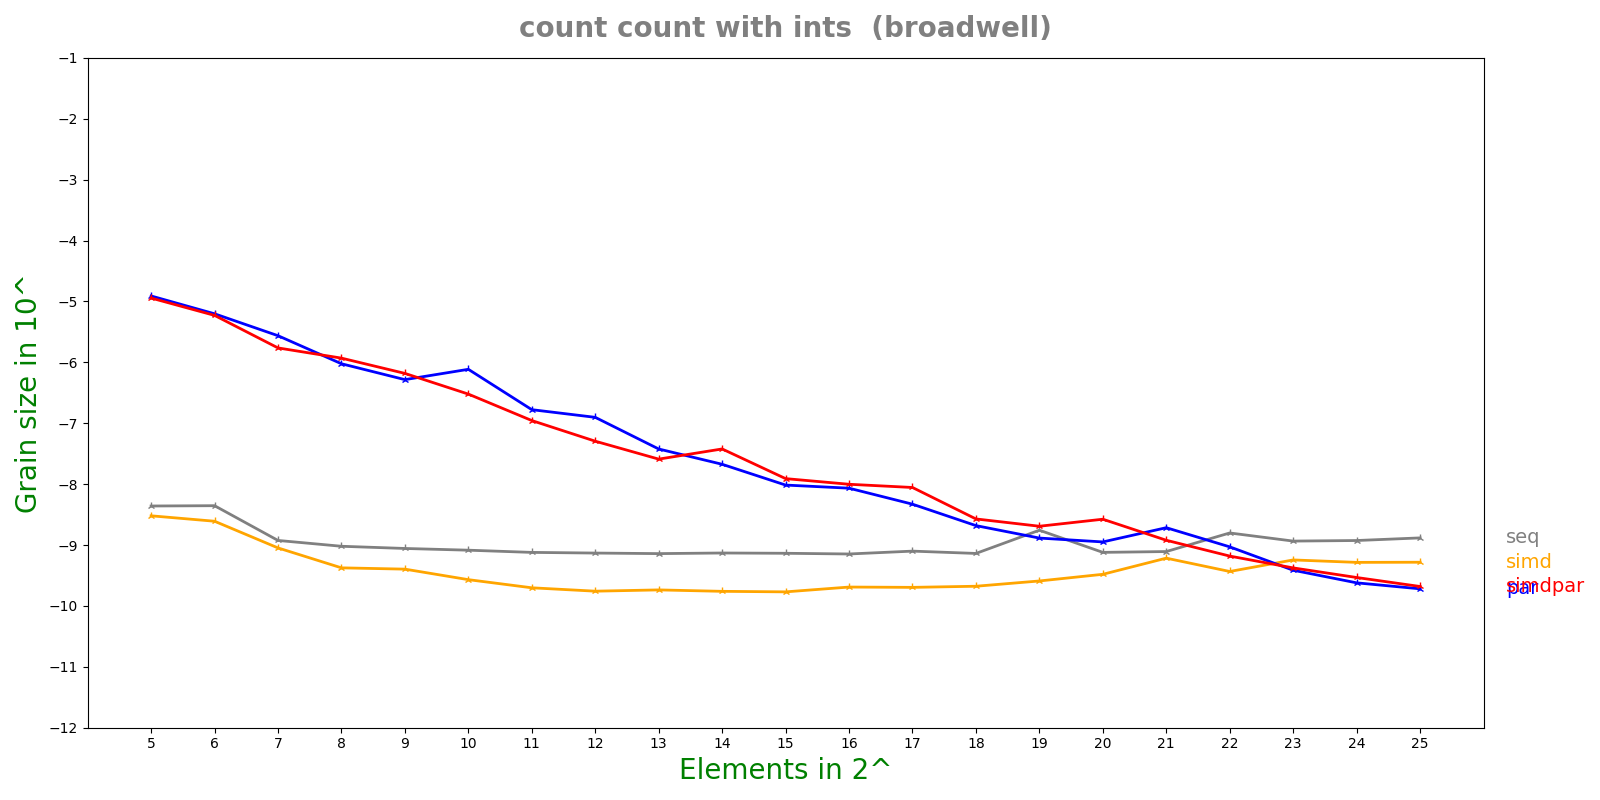 count count with ints (broadwell)
Grain size in 10^
−1
−2
−3
−4
−5
−6
−7
−8
−9
−10
−11
−12
5 6 7 8 9 10 11 12 13 14 15 16 17 18 19 20 21 22 23 24 25
Elements in 2^
seq
simd
simdpar
par